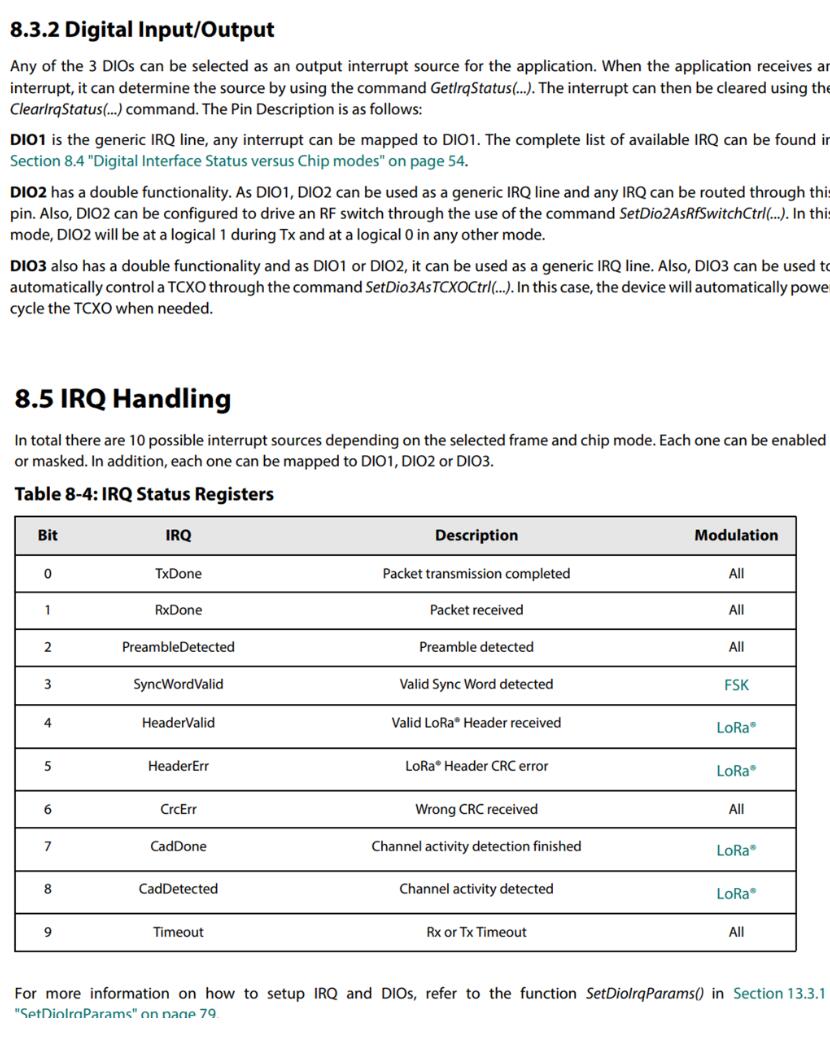 8.3.2 Digital Input/Output
Any of the 3 DIOs can be selected as an output interrupt source for the application. When the application receives an
interrupt, it can determine the source by using the command GetIrqStatus(...). The interrupt can then be cleared using the
ClearIrqStatus(...) command. The Pin Description is as follows:
DIO1 is the generic IRQ line, any interrupt can be mapped to DIO1. The complete list of available IRQ can be found in
Section 8.4 "Digital Interface Status versus Chip modes" on page 54.
DIO2 has a double functionality. As DIO1, DIO2 can be used as a generic IRQ line and any IRQ can be routed through this
pin. Also, DIO2 can be configured to drive an RF switch through the use of the command SetDio2AsRfSwitchCtrl(...). In this
mode, DIO2 will be at a logical 1 during Tx and at a logical 0 in any other mode.
DIO3 also has a double functionality and as DIO1 or DIO2, it can be used as a generic IRQ line. Also, DIO3 can be used to
automatically control a TCXO through the command SetDio3AsTCXOCtrl(...). In this case, the device will automatically power
cycle the TCXO when needed.
8.5 IRQ Handling
In total there are 10 possible interrupt sources depending on the selected frame and chip mode. Each one can be enabled
or masked. In addition, each one can be mapped to DIO1, DIO2 or DIO3.
Table 8-4: IRQ Status Registers
Bit IRQ Description Modulation
0 TxDone Packet transmission completed All
1 RxDone Packet received All
2 PreambleDetected Preamble detected All
3 SyncWordValid Valid Sync Word detected FSK
4 HeaderValid Valid LoRa® Header received LoRa®
5 HeaderErr LoRa® Header CRC error LoRa®
6 CrcErr Wrong CRC received All
7 CadDone Channel activity detection finished LoRa®
8 CadDetected Channel activity detected LoRa®
9 Timeout Rx or Tx Timeout All
For more information on how to setup IRQ and DIOs, refer to the function SetDioIrqParams() in Section 13.3.1
"SetDioIrqParams" on page 79.